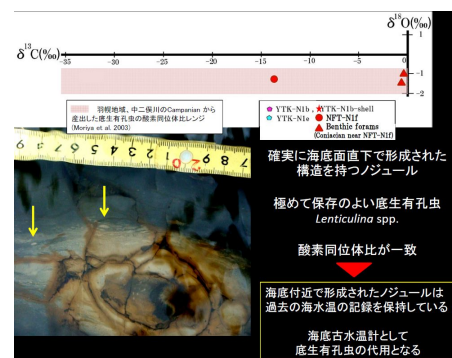 δ¹⁸O(‰)
δ¹³C(‰)
-35
-30
-25
-20
-15
-10
-5
0
1
-1
-2
羽幌地域、中二股川のCampanian から
産出した底生有孔虫の酸素同位体比レンジ
(Moriya et al. 2003)
YTK-N1b , YTK-N1b-shell
YTK-N1e NFT-N1f
Benthic forams
(Coniacian near NFT-N1f)
確実に海底面直下で形成された
構造を持つノジュール
極めて保存のよい底生有孔虫
Lenticulina spp.
酸素同位体比が一致
海底付近で形成されたノジュールは
過去の海水温の記録を保持している
海底古水温計として
底生有孔虫の代用となる